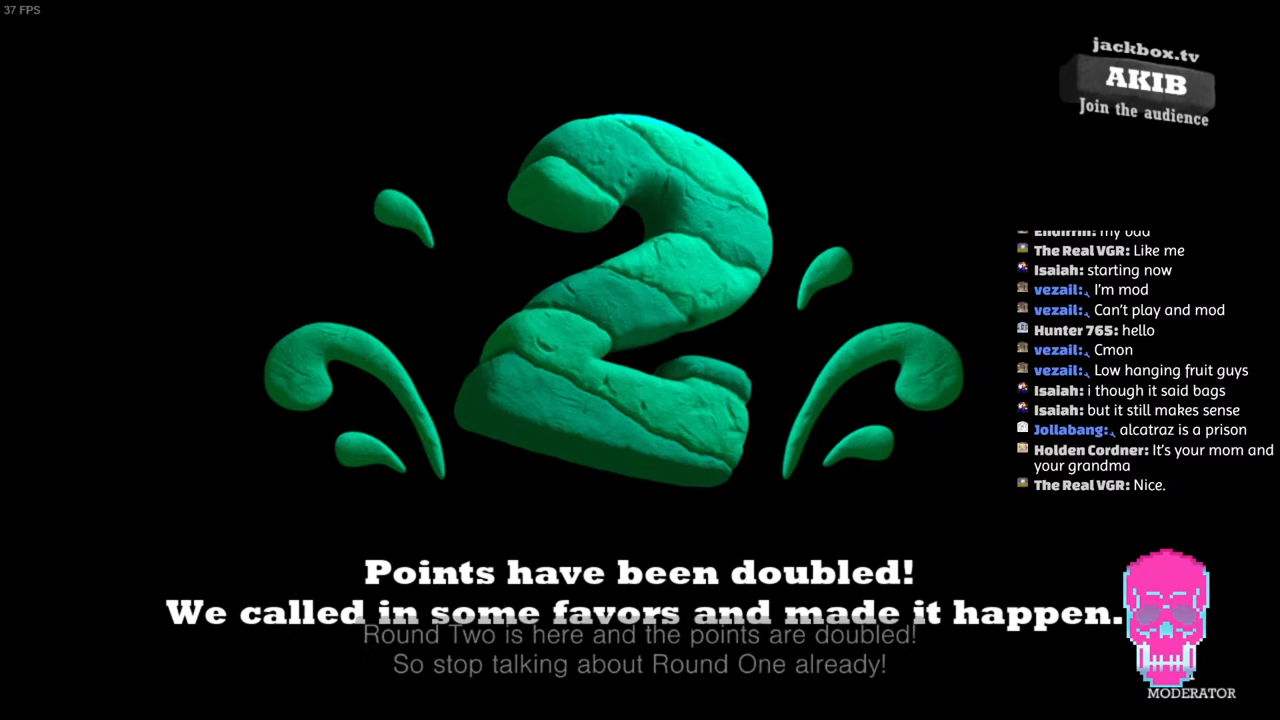 37 FPS
jackbox.tv
AKIB
Join the audience
my bad
The Real VGR: Like me
Isaiah: starting now
vezail: I'm mod
vezail: Can't play and mod
Hunter 765: hello
vezail: Cmon
vezail: Low hanging fruit guys
Isaiah: i though it said bags
Isaiah: but it still makes sense
Jollabang: alcatraz is a prison
Holden Cordner: It's your mom and
your grandma
The Real VGR: Nice.
2
Points have been doubled!
We called in some favors and made it happen.
Round Two is here and the points are doubled!
So stop talking about Round One already!
MODERATOR